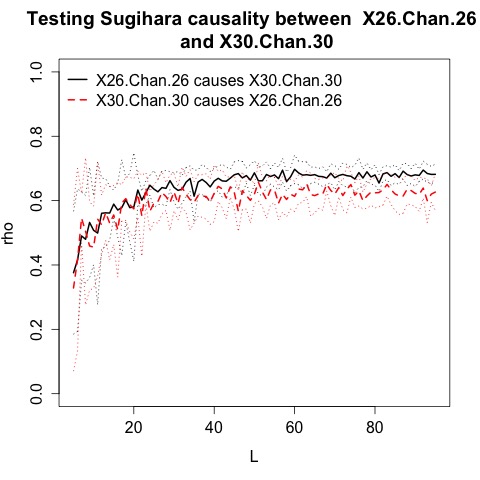 Testing Sugihara causality between X26.Chan.26
and X30.Chan.30
X26.Chan.26 causes X30.Chan.30
X30.Chan.30 causes X26.Chan.26
rho
1.0
0.8
0.6
0.4
0.2
0.0
20 40 60 80
L